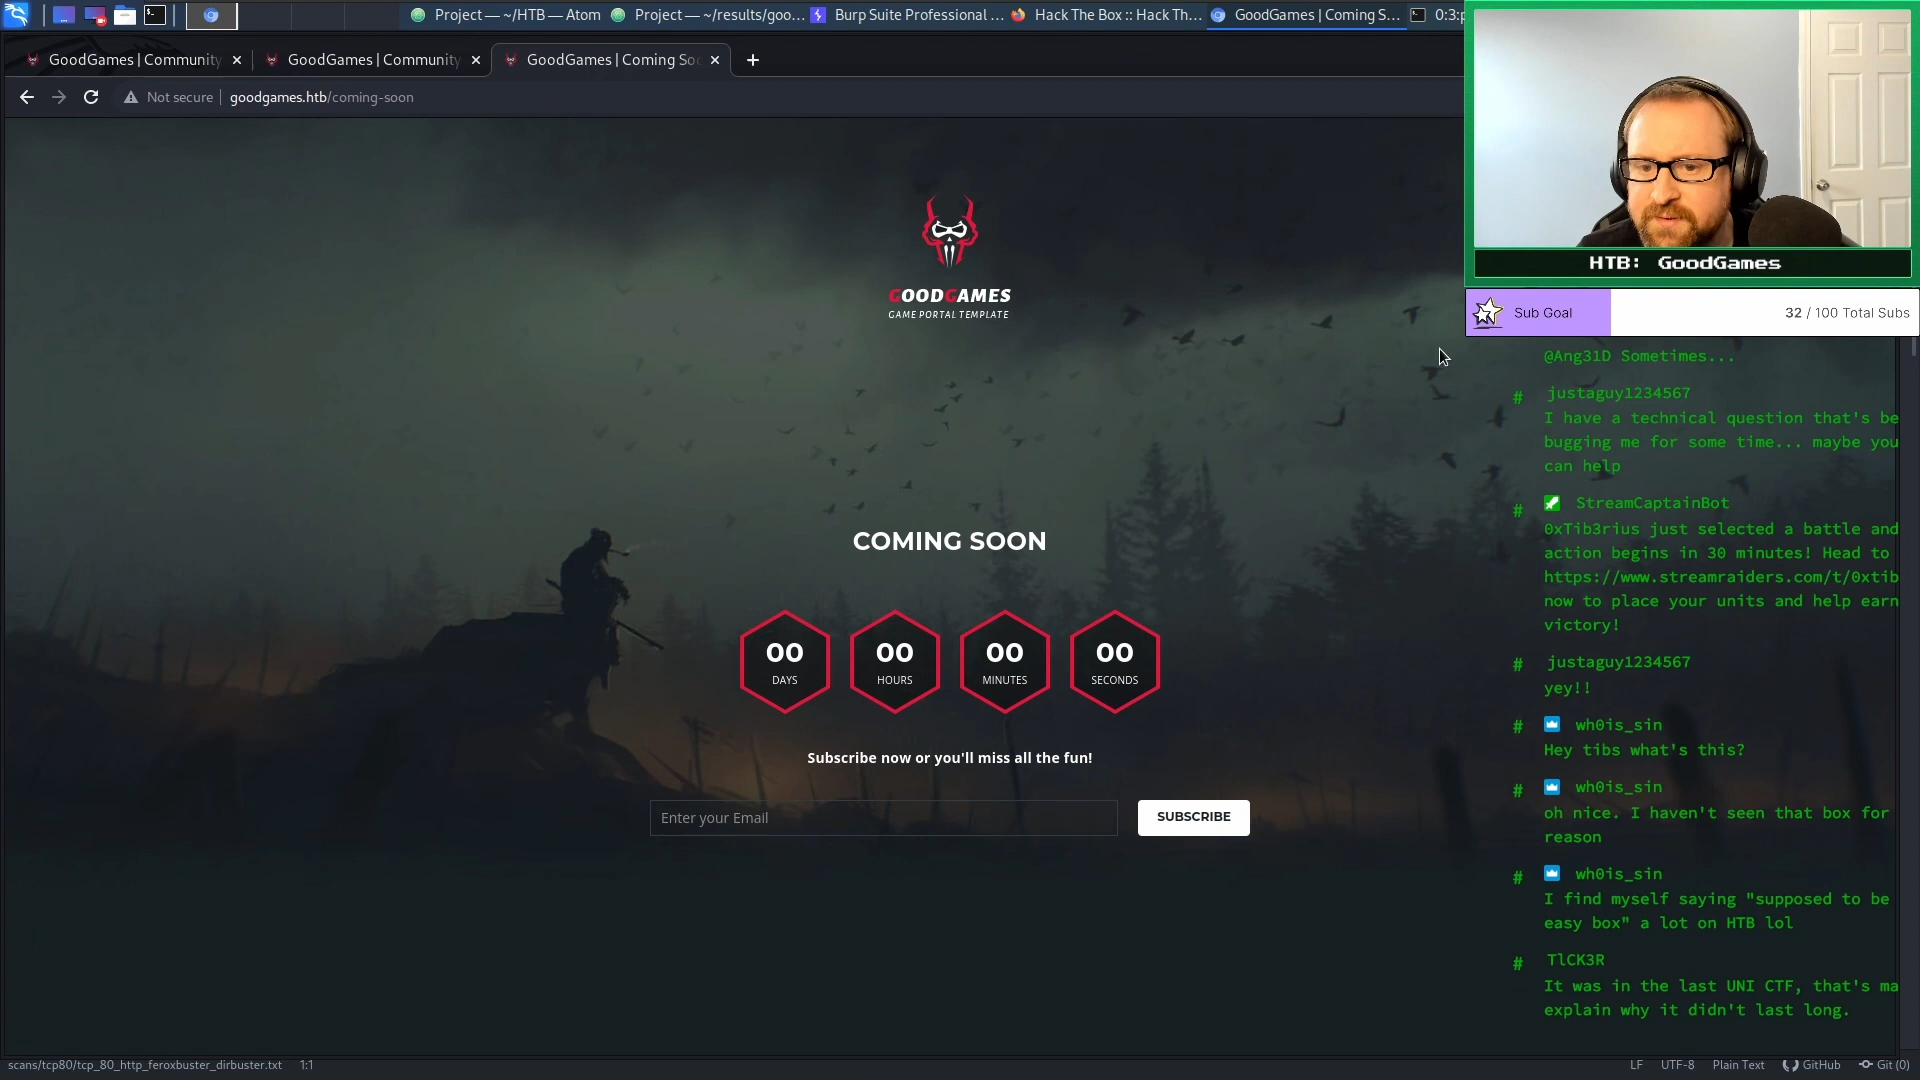 Project — ~/HTB — Atom
Project — ~/results/goo...
Burp Suite Professional ...
Hack The Box :: Hack Th...
GoodGames | Coming S...
0:3:p
GoodGames | Community
GoodGames | Community
GoodGames | Coming Soo
Not secure
goodgames.htb/coming-soon
GOODGAMES
GAME PORTAL TEMPLATE
COMING SOON
00
DAYS
00
HOURS
00
MINUTES
00
SECONDS
Subscribe now or you'll miss all the fun!
Enter your Email
SUBSCRIBE
HTB: GoodGames
Sub Goal
32 / 100 Total Subs
@Ang31D Sometimes...
# justaguy1234567
I have a technical question that's be
bugging me for some time... maybe you
can help
# StreamCaptainBot
0xTib3rius just selected a battle and
action begins in 30 minutes! Head to
https://www.streamraiders.com/t/0xtib
now to place your units and help earn
victory!
# justaguy1234567
yey!!
# wh0is_sin
Hey tibs what's this?
# wh0is_sin
oh nice. I haven't seen that box for
reason
# wh0is_sin
I find myself saying "supposed to be
easy box" a lot on HTB lol
# TlCK3R
It was in the last UNI CTF, that's ma
explain why it didn't last long.
scans/tcp80/tcp_80_http_feroxbuster_dirbuster.txt
1:1
LF
UTF-8
Plain Text
GitHub
Git (0)